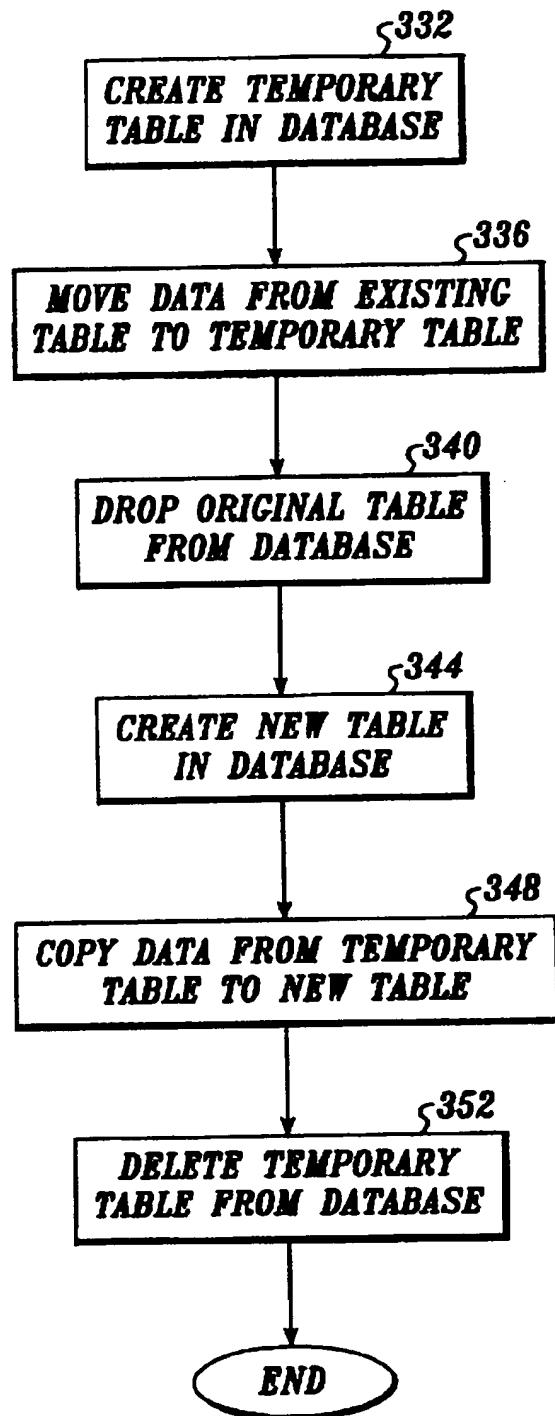 332
CREATE TEMPORARY
TABLE IN DATABASE
336
MOVE DATA FROM EXISTING
TABLE TO TEMPORARY TABLE
340
DROP ORIGINAL TABLE
FROM DATABASE
344
CREATE NEW TABLE
IN DATABASE
348
COPY DATA FROM TEMPORARY
TABLE TO NEW TABLE
352
DELETE TEMPORARY
TABLE FROM DATABASE
END